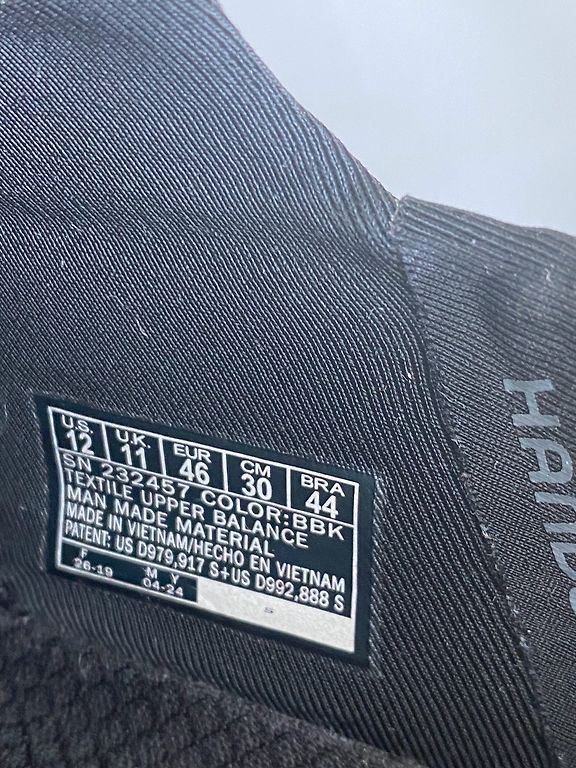 U.S. U.K. EUR CM BRA
12 11 46 30 44
SN 232457 COLOR:BBK
TEXTILE UPPER BALANCE
MAN MADE MATERIAL
MADE IN VIETNAM/HECHO EN VIETNAM
PATENT: US D979,917 S+US D992,888 S
F M Y
26-19 04-24 S